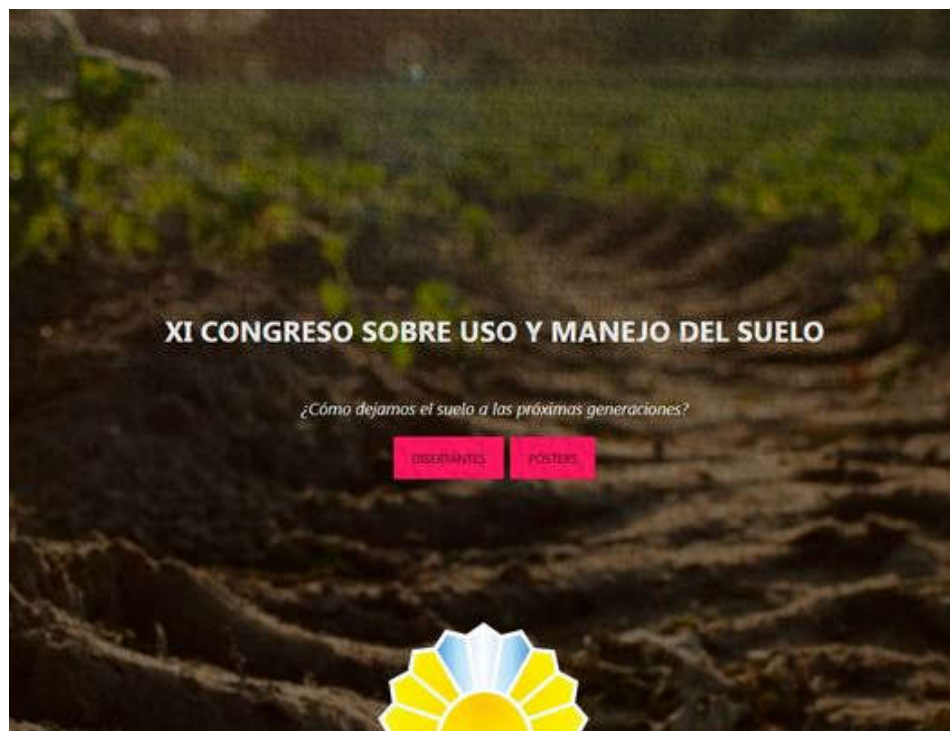 XI CONGRESO SOBRE USO Y MANEJO DEL SUELO
¿Cómo dejamos el suelo a las próximas generaciones?
DISERTANTES POSTERS